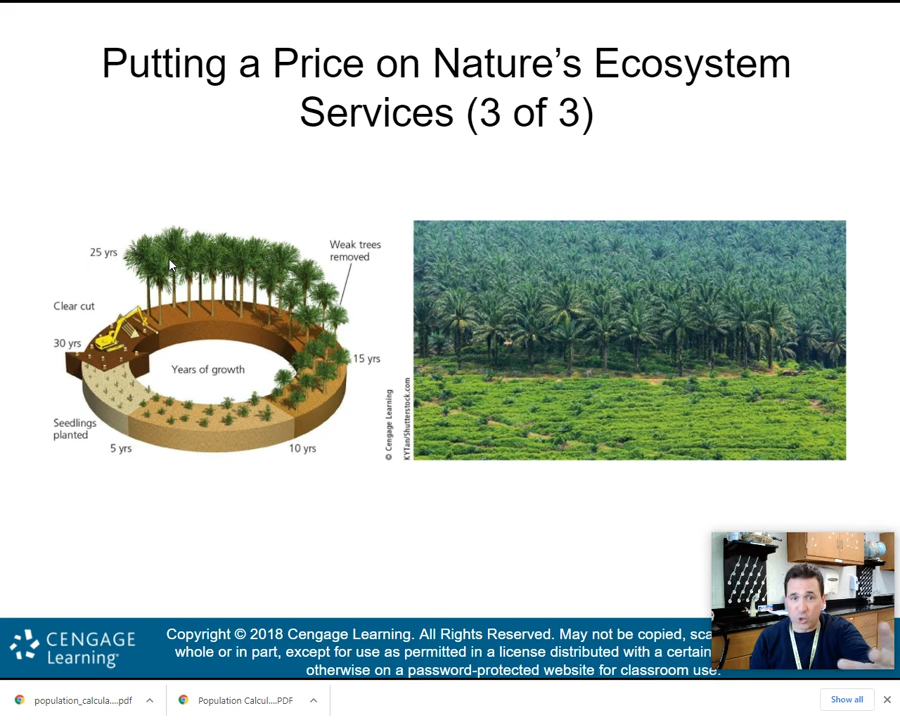 Putting a Price on Nature’s Ecosystem
Services (3 of 3)
25 yrs
Weak trees
removed
Clear cut
30 yrs
Years of growth
15 yrs
Seedlings
planted
5 yrs
10 yrs
© Cengage Learning
KYTan/Shutterstock.com
CENGAGE
Learning™
Copyright © 2018 Cengage Learning. All Rights Reserved. May not be copied,
whole or in part, except for use as permitted in a license distributed with a certain
otherwise on a password-protected website for classroom use.
population_calcula....pdf
Population Calcul....PDF
Show all